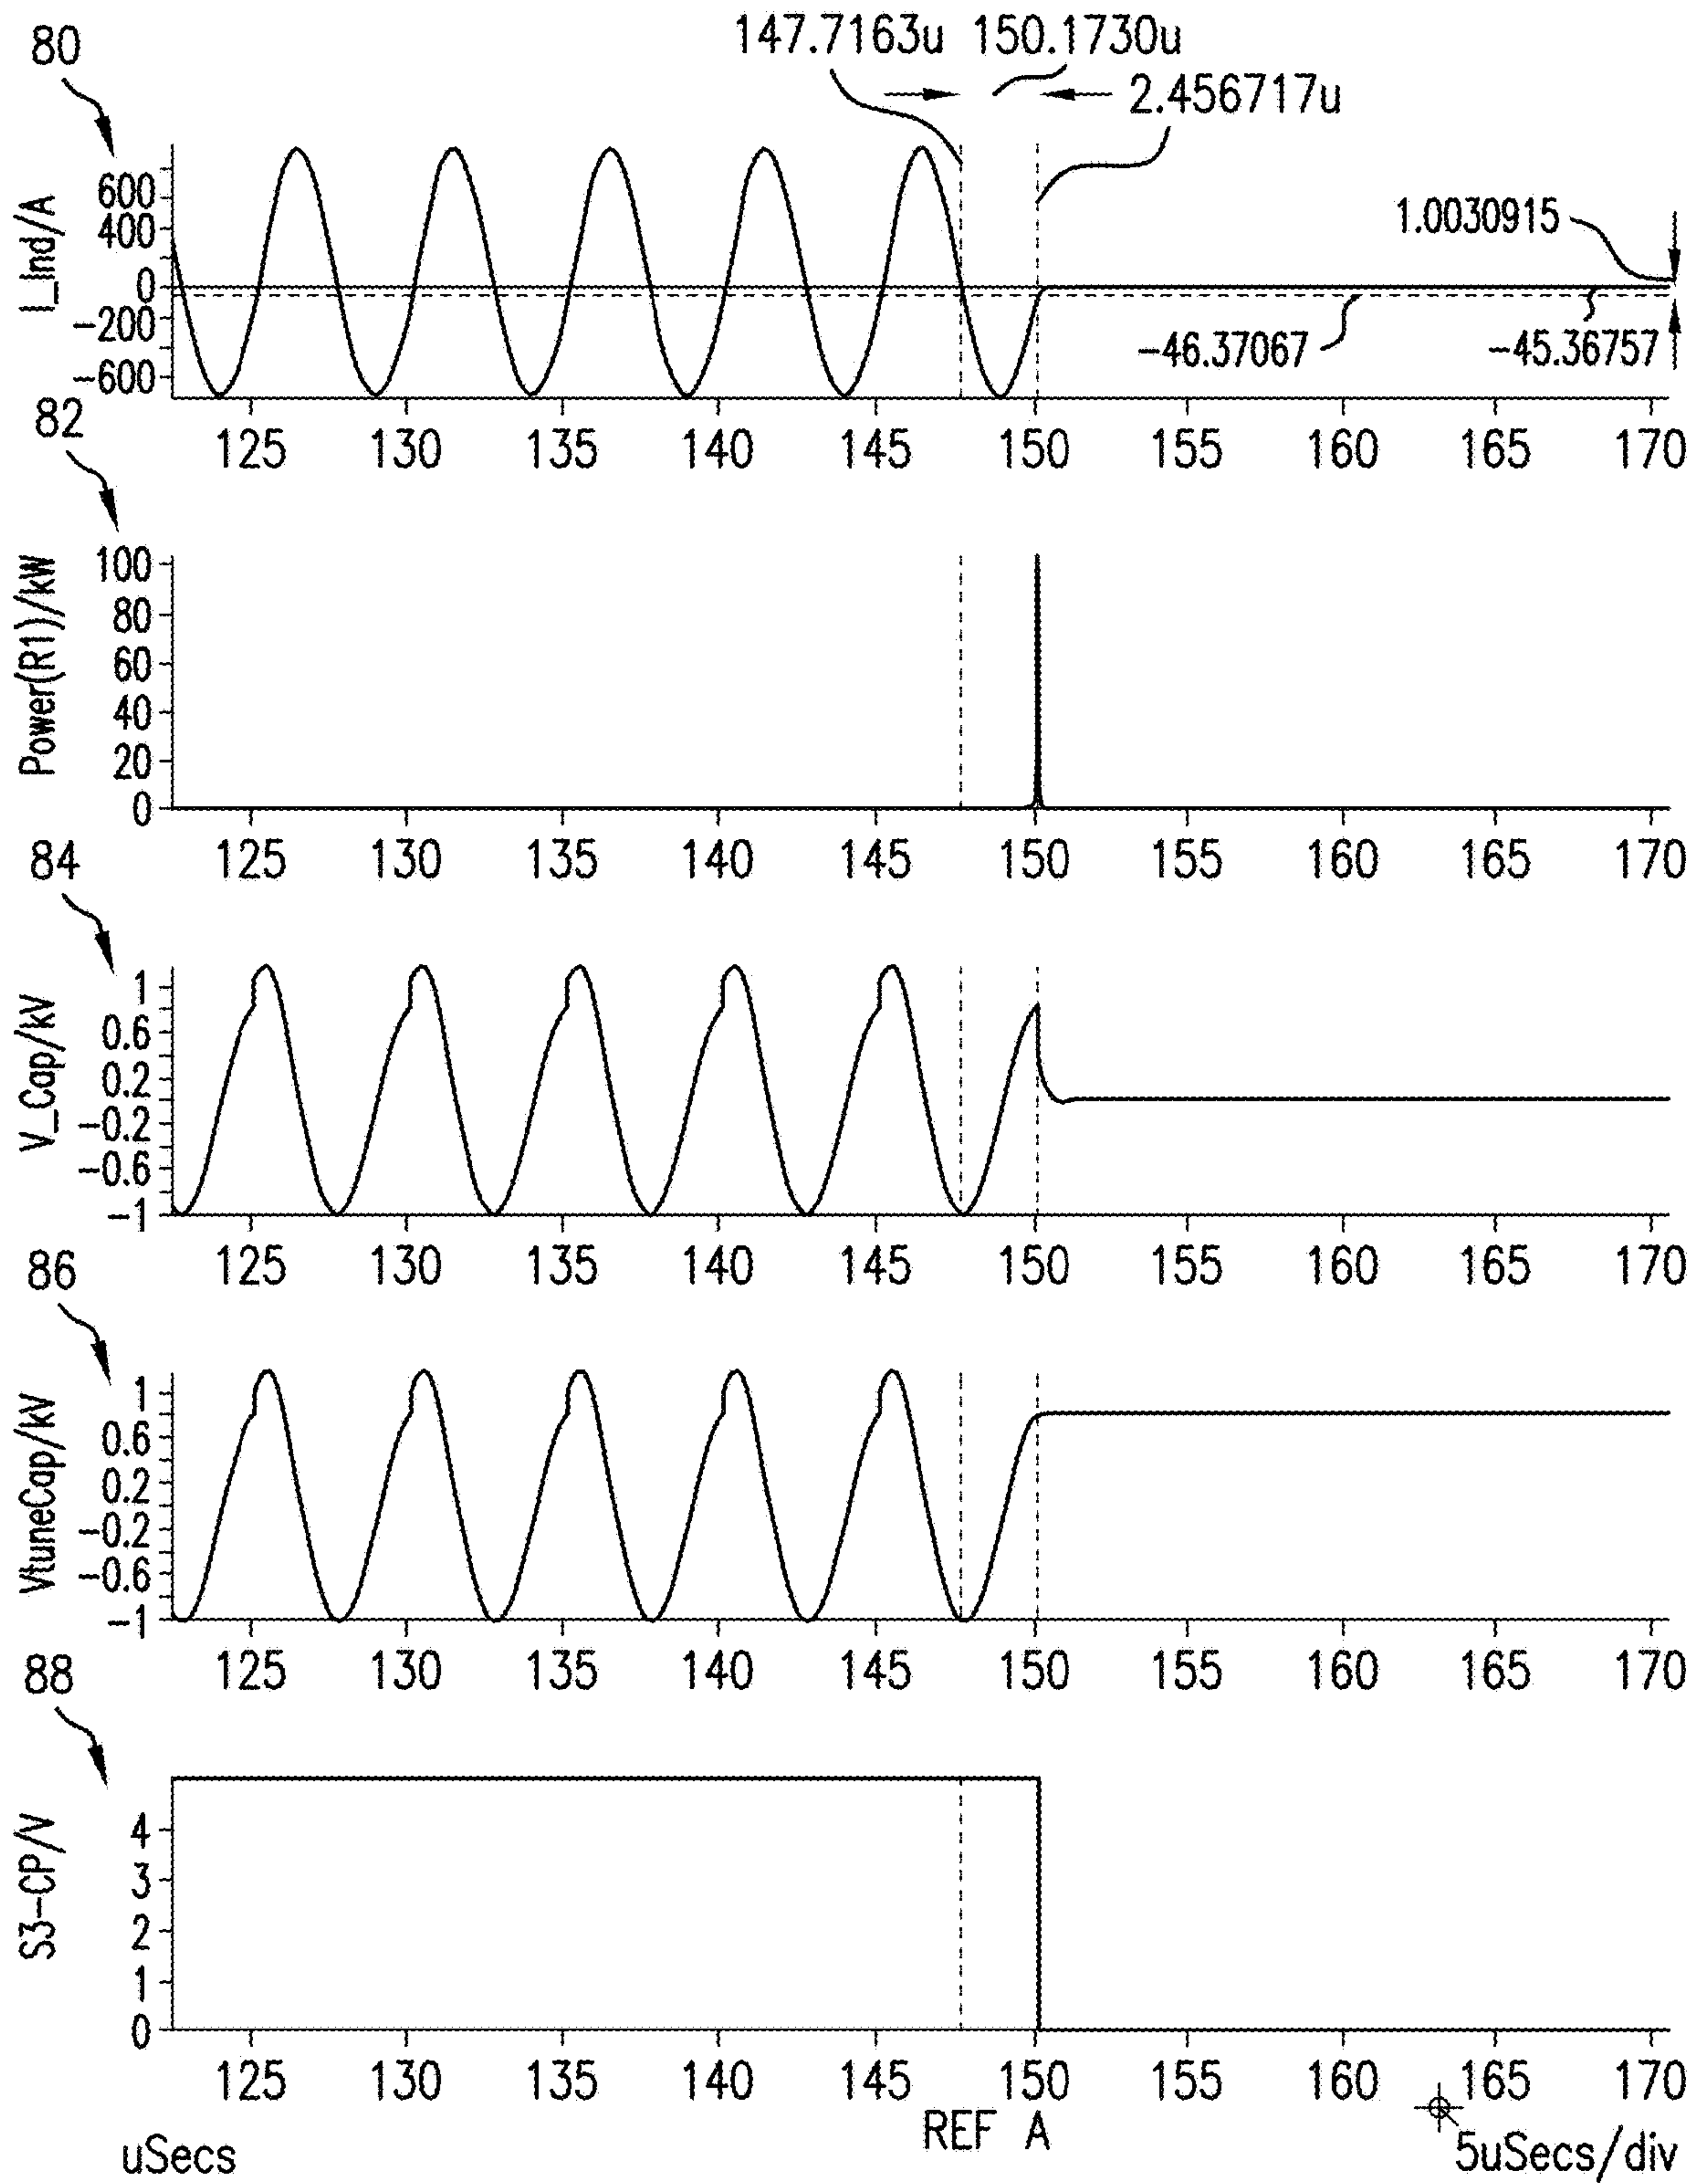 80
147.7163u 150.1730u
2.456717u
I_Ind/A
600
400
0
-200
-600
1.0030915
-46.37067
-45.36757
125 130 135 140 145 150 155 160 165 170
82
Power(R1)/kW
100
80
60
40
20
0
125 130 135 140 145 150 155 160 165 170
84
V_Cap/kV
1
0.6
0.2
-0.2
-0.6
-1
125 130 135 140 145 150 155 160 165 170
86
VtuneCap/kV
1
0.6
0.2
-0.2
-0.6
-1
125 130 135 140 145 150 155 160 165 170
88
S3-CP/V
4
3
2
1
0
125 130 135 140 145 150 155 160 165 170
REF A
uSecs
5uSecs/div